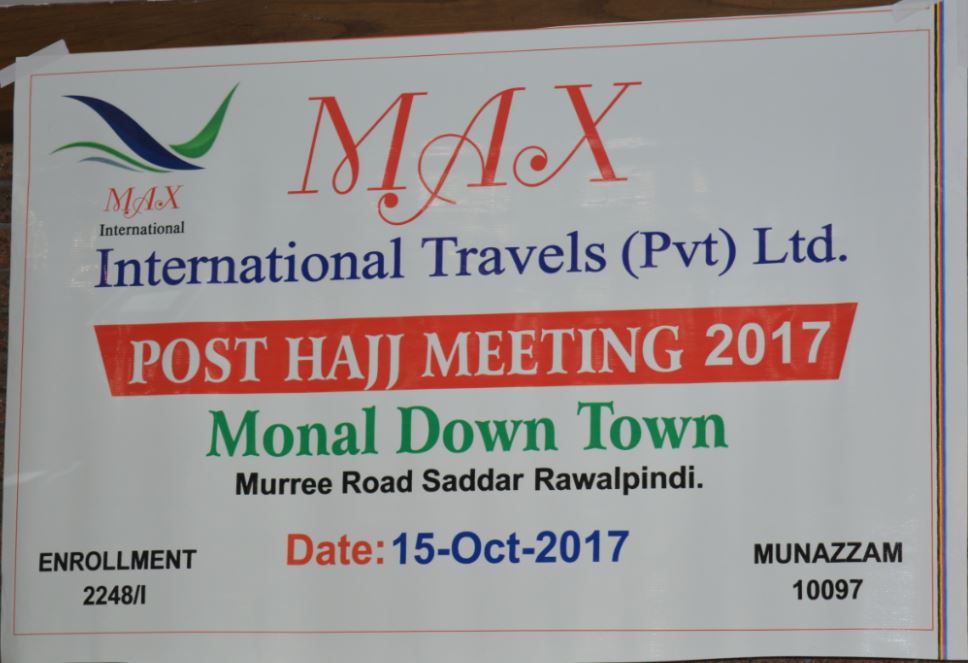 MAX
International
MAX
International Travels (Pvt) Ltd.
POST HAJJ MEETING 2017
Monal Down Town
Murree Road Saddar Rawalpindi.
Date: 15-Oct-2017
ENROLLMENT
2248/I
MUNAZZAM
10097